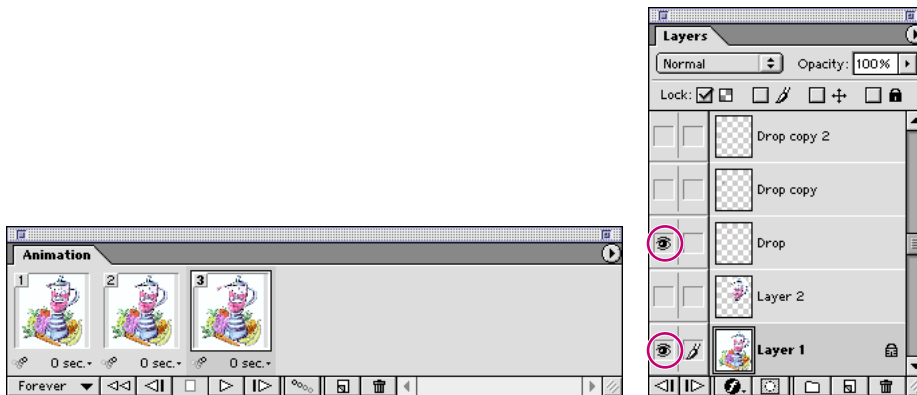 Layers
Normal
Opacity: 100%
Lock:
Drop copy 2
Drop copy
Drop
Layer 2
Layer 1
Animation
1 2 3
0 sec. 0 sec. 0 sec.
Forever